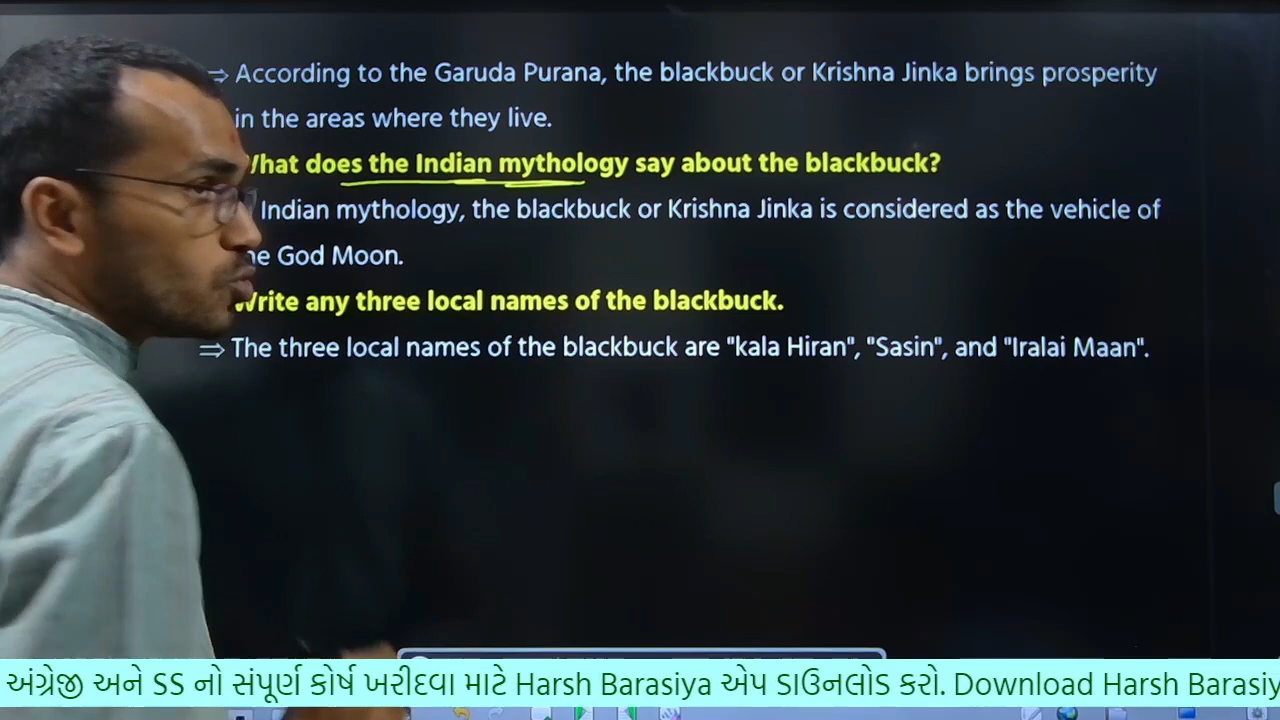 ⇒ According to the Garuda Purana, the blackbuck or Krishna Jinka brings prosperity
in the areas where they live.
What does the Indian mythology say about the blackbuck?
Indian mythology, the blackbuck or Krishna Jinka is considered as the vehicle of
God Moon.
Write any three local names of the blackbuck.
⇒ The three local names of the blackbuck are "kala Hiran", "Sasin", and "Iralai Maan".
અંગ્રેજી અને SS નો સંપૂર્ણ કોર્ષ ખરીદવા માટે Harsh Barasiya એપ ડાઉનલોડ કરો. Download Harsh Barasiy